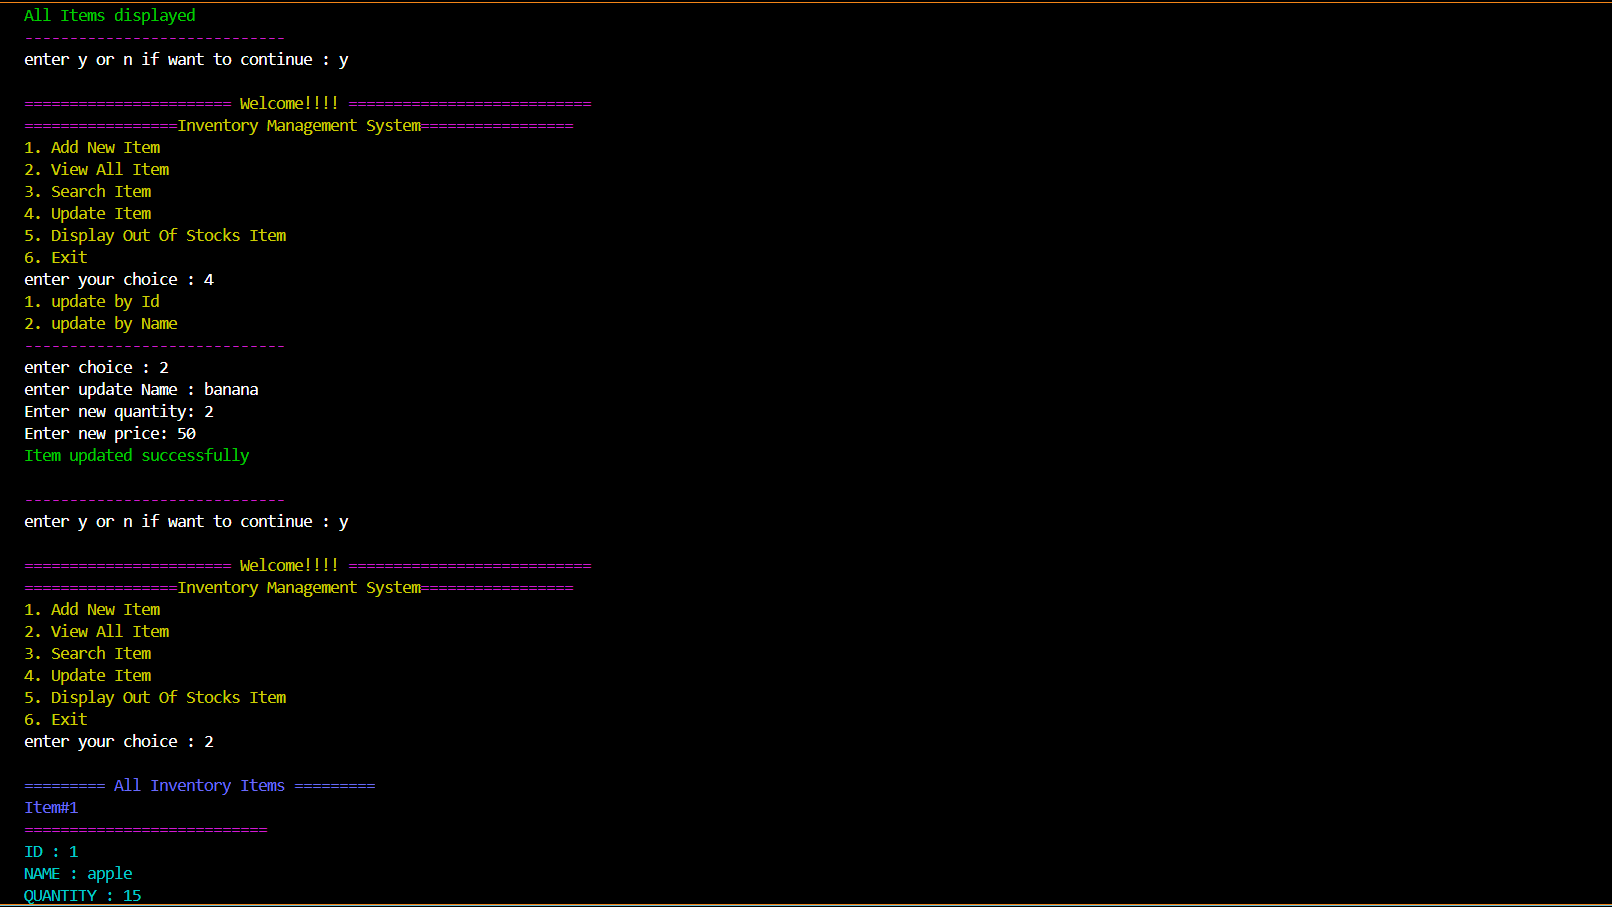 All Items displayed
-----------------------------
enter y or n if want to continue : y
======================= Welcome!!!! ===========================
=================Inventory Management System=================
1. Add New Item
2. View All Item
3. Search Item
4. Update Item
5. Display Out Of Stocks Item
6. Exit
enter your choice : 4
1. update by Id
2. update by Name
-----------------------------
enter choice : 2
enter update Name : banana
Enter new quantity: 2
Enter new price: 50
Item updated successfully
-----------------------------
enter y or n if want to continue : y
======================= Welcome!!!! ===========================
=================Inventory Management System=================
1. Add New Item
2. View All Item
3. Search Item
4. Update Item
5. Display Out Of Stocks Item
6. Exit
enter your choice : 2
========= All Inventory Items =========
Item#1
===========================
ID : 1
NAME : apple
QUANTITY : 15